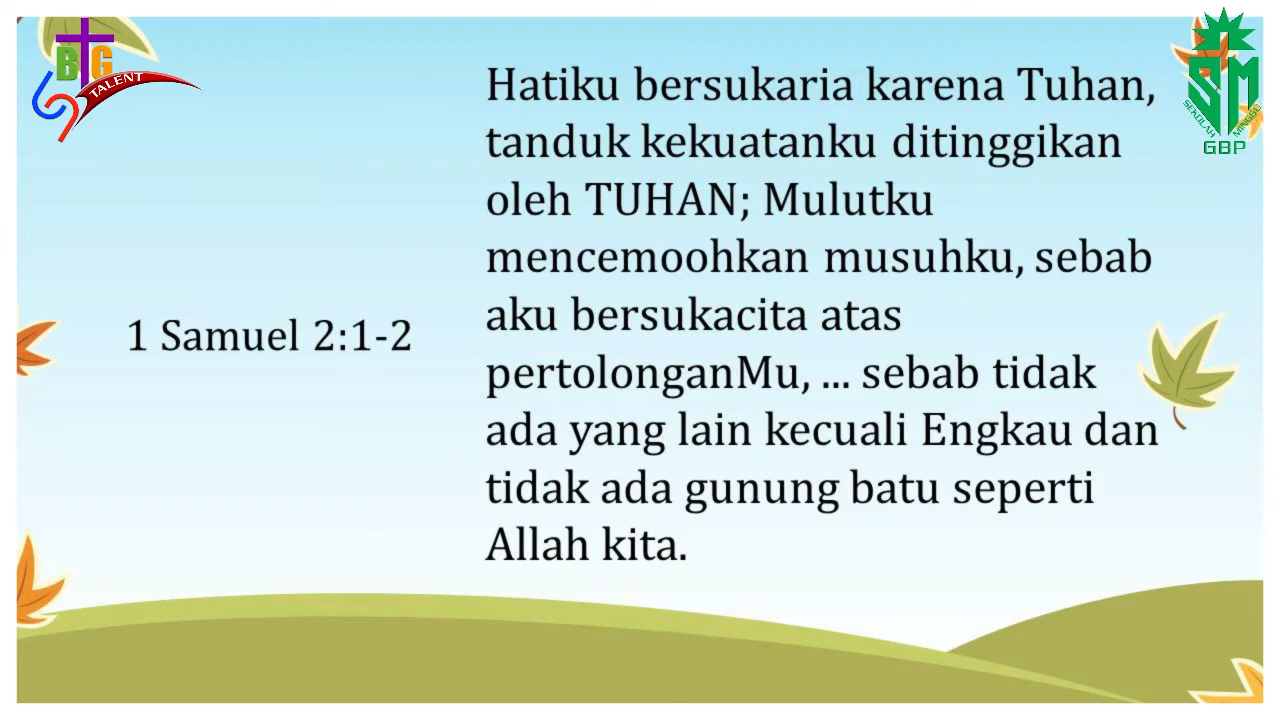 BTG
TALENT
SM
SEKOLAH MINGGU
GBP
1 Samuel 2:1-2
Hatiku bersukaria karena Tuhan,
tanduk kekuatanku ditinggikan
oleh TUHAN; Mulutku
mencemoohkan musuhku, sebab
aku bersukacita atas
pertolonganMu, ... sebab tidak
ada yang lain kecuali Engkau dan
tidak ada gunung batu seperti
Allah kita.